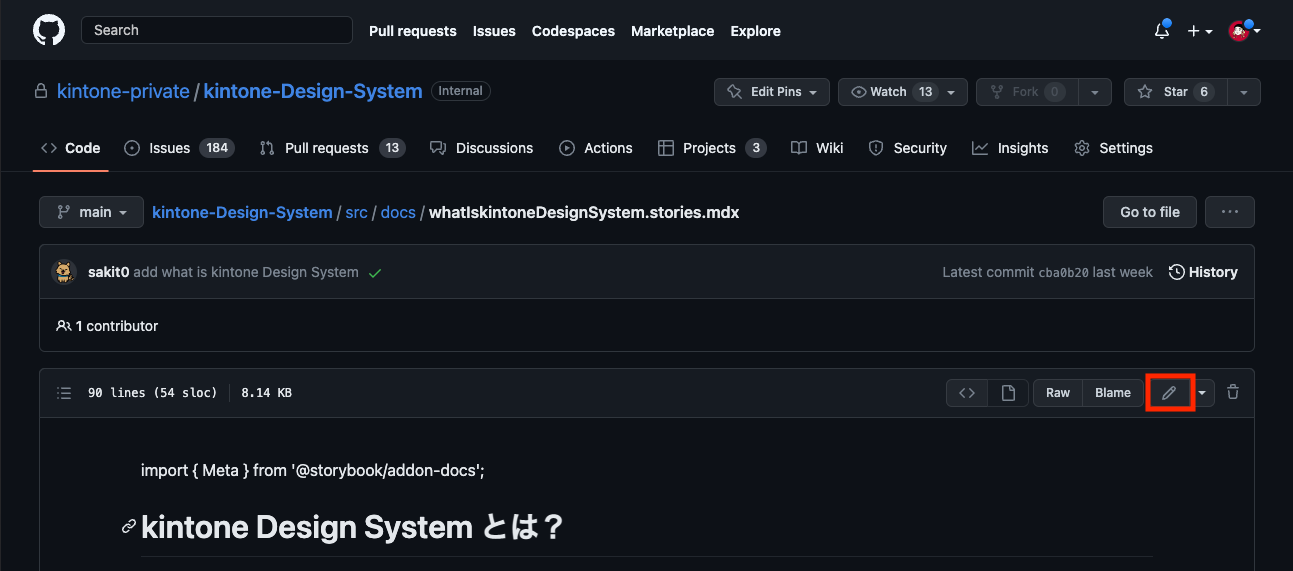 Search Pull requests Issues Codespaces Marketplace Explore
kintone-private / kintone-Design-System Internal Edit Pins Watch 13 Fork 0 Star 6
Code Issues 184 Pull requests 13 Discussions Actions Projects 3 Wiki Security Insights Settings
main kintone-Design-System / src / docs / whatIskintoneDesignSystem.stories.mdx Go to file ...
sakit0 add what is kintone Design System Latest commit cba0b20 last week History
1 contributor
90 lines (54 sloc) 8.14 KB Raw Blame
import { Meta } from '@storybook/addon-docs';
kintone Design System とは？